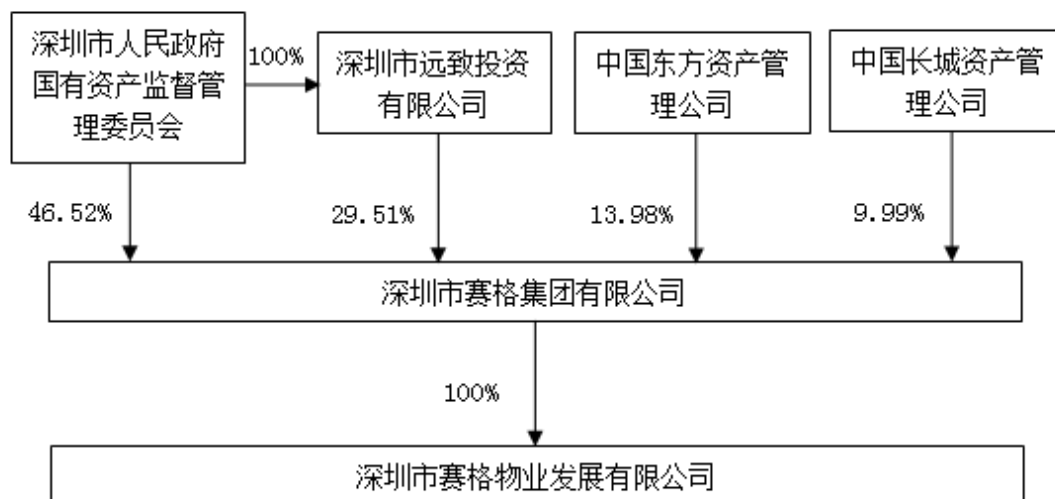 深圳市人民政府
国有资产监督管
理委员会
100%
深圳市远致投资
有限公司
中国东方资产管
理公司
中国长城资产管
理公司
46.52%
29.51%
13.98%
9.99%
深圳市赛格集团有限公司
100%
深圳市赛格物业发展有限公司